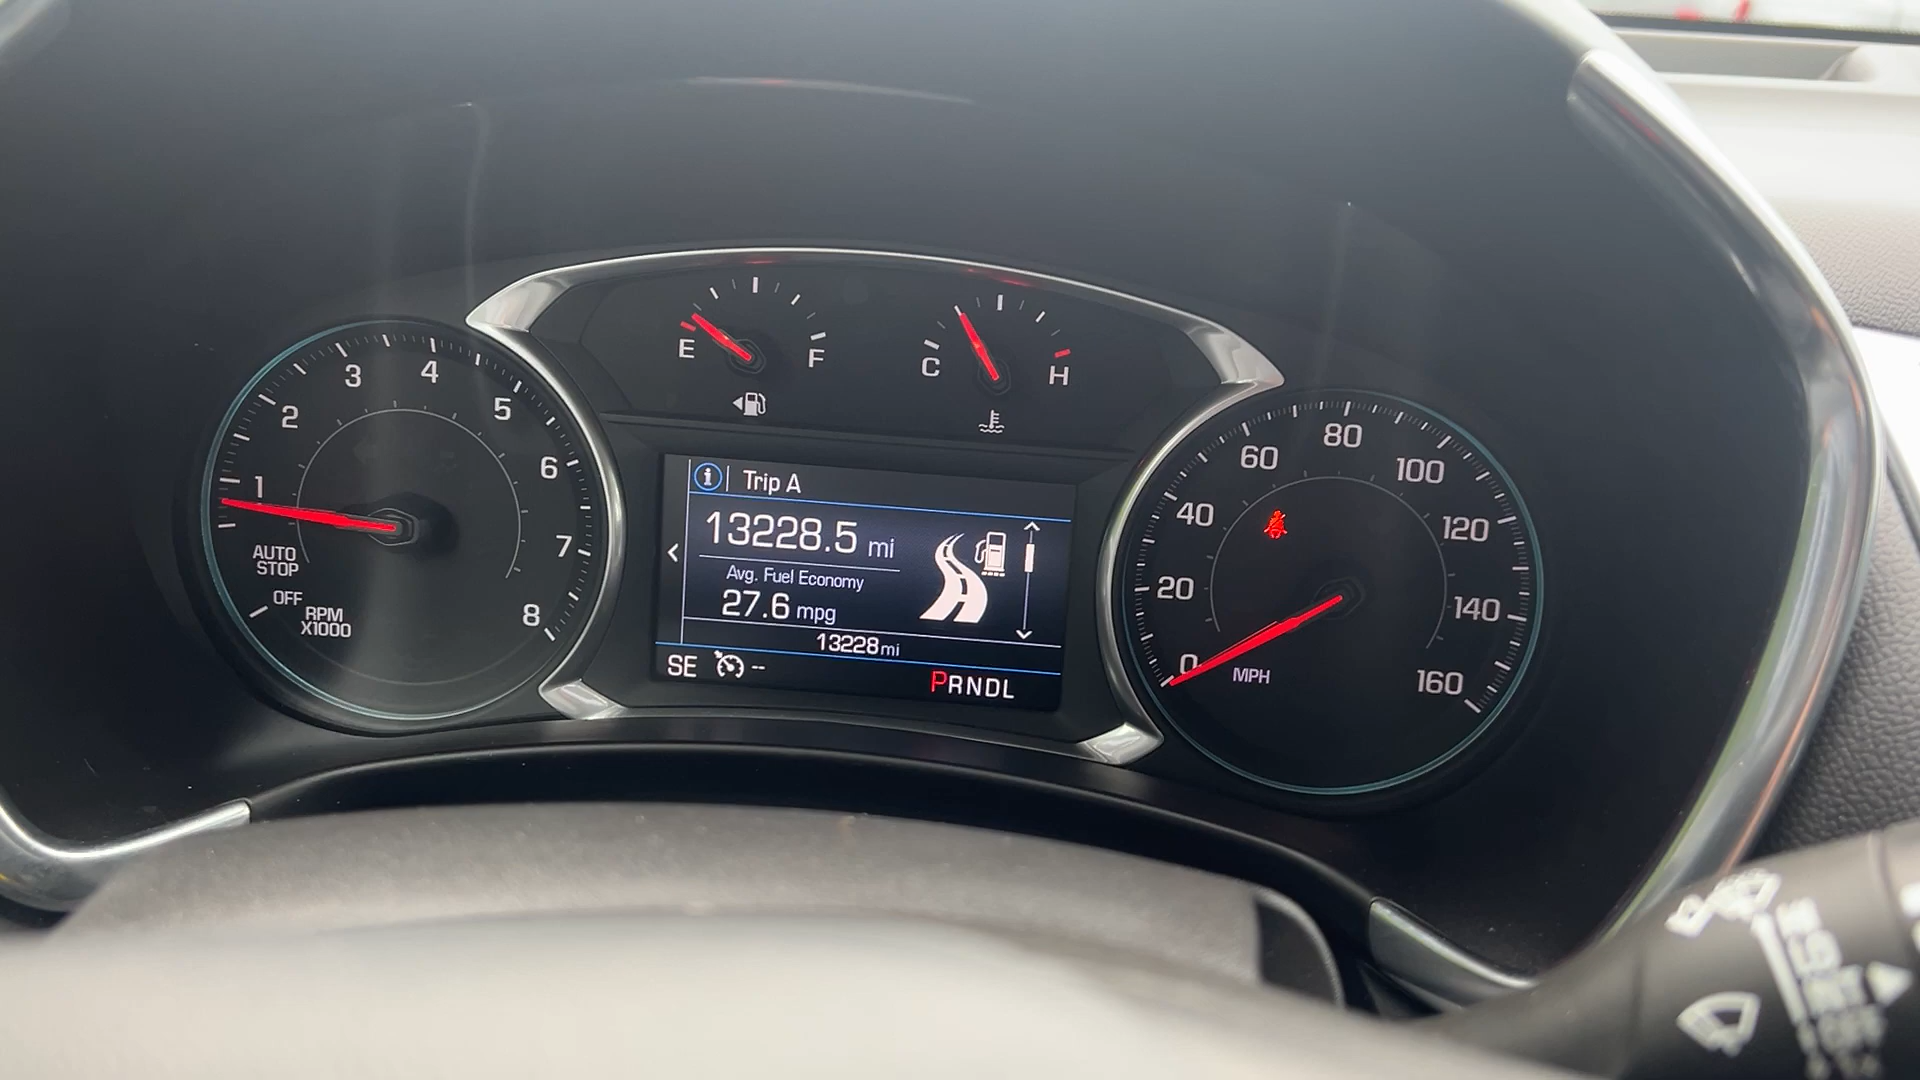 E
F
C
H
1
2
3
4
5
6
7
8
AUTO
STOP
OFF
RPM
X1000
i Trip A
13228.5 mi
Avg. Fuel Economy
27.6 mpg
13228mi
SE --
PRNDL
0
20
40
60
80
100
120
140
160
MPH